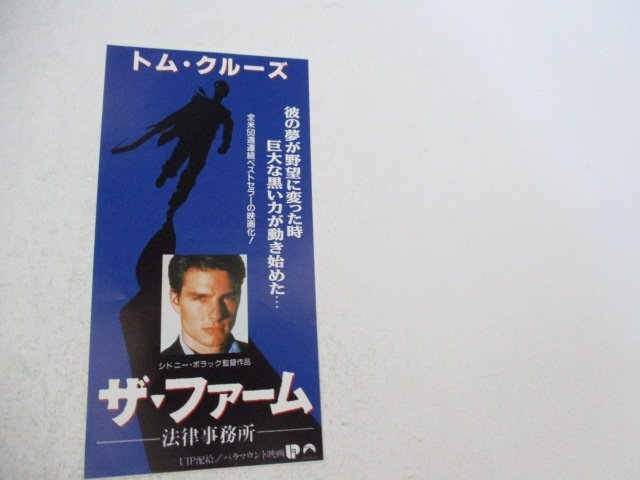 トム・クルーズ
彼の夢が野望に変った時
巨大な黒い力が動き始めた…
全米50週連続ベストセラーの映画化!
シドニー・ポラック監督作品
ザ・ファーム
法律事務所
UIP配給/パラマウント映画